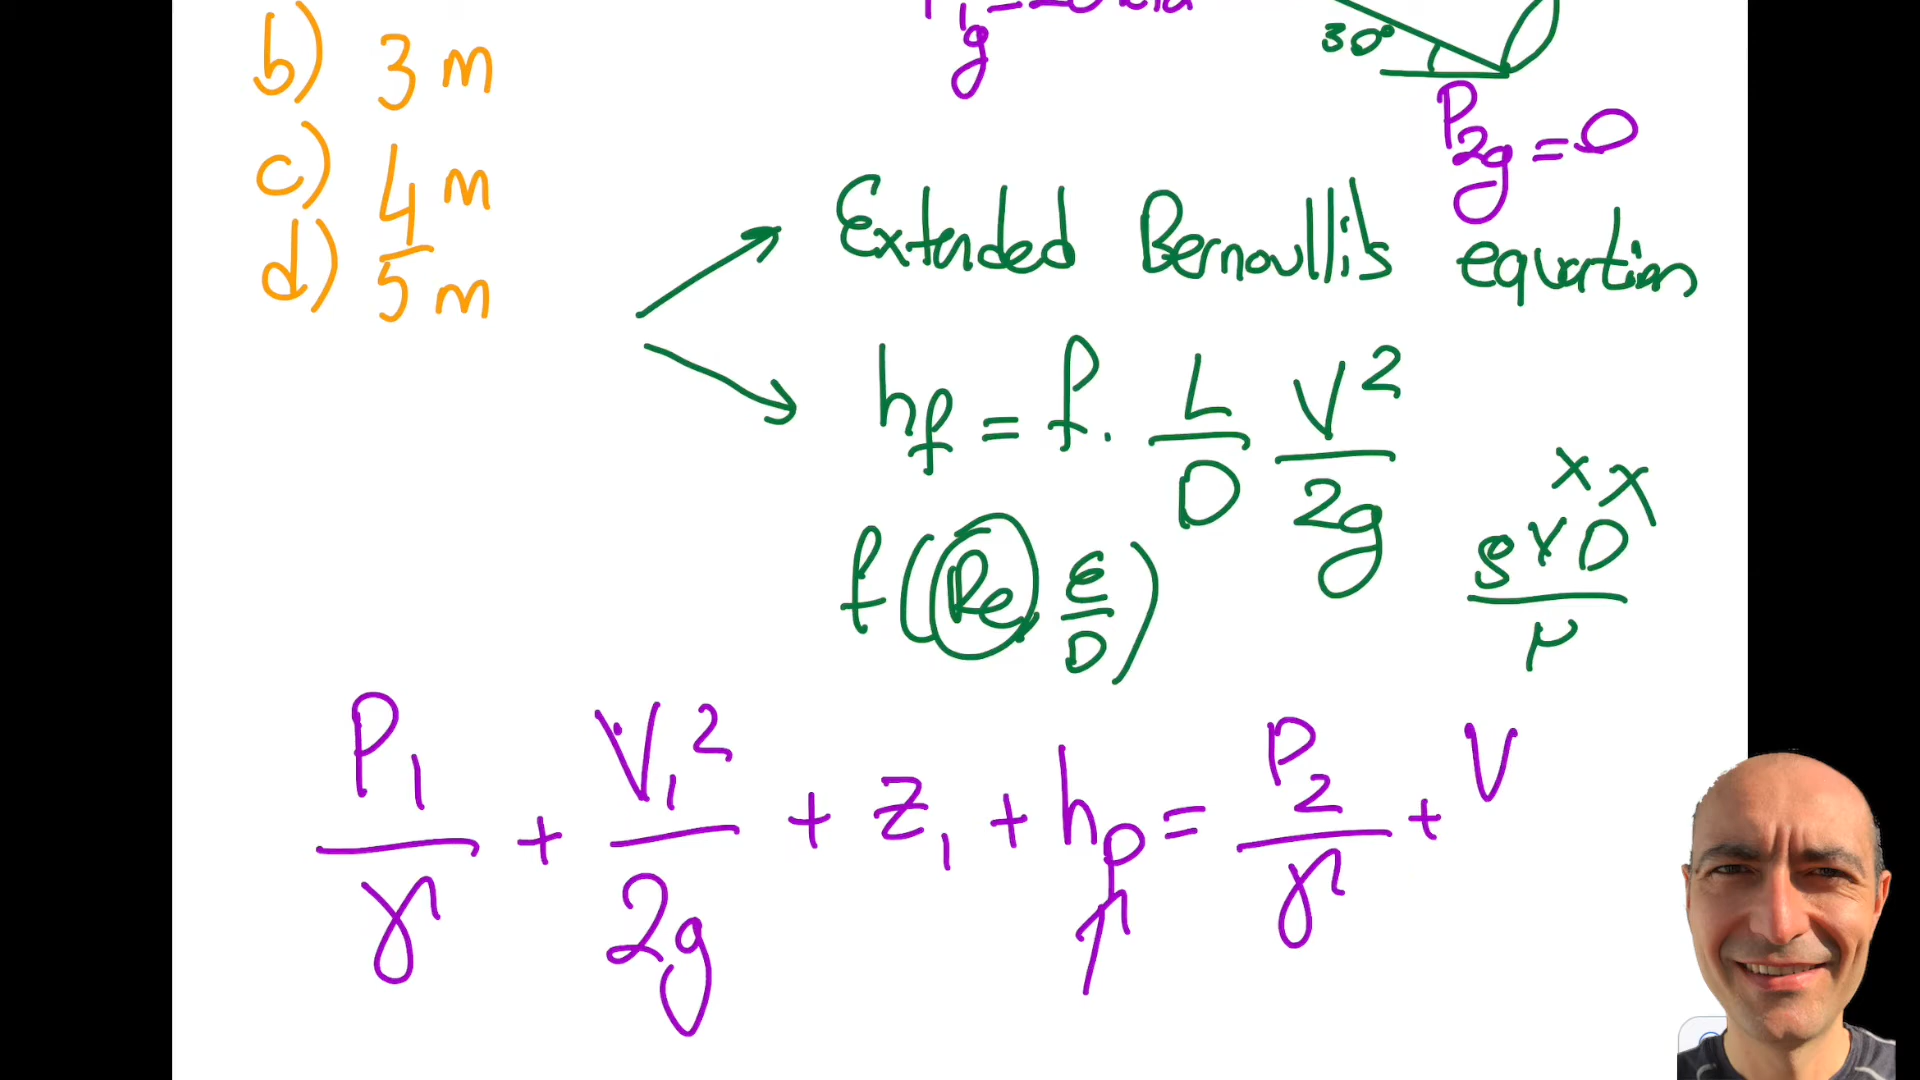 b) 3 m
c) 4 m
d) 5 m
30°
P2g = 0
Extended Bernoulli's equation
hf = f. L/D V²/2g
f(Re ε/D)
x x
ρVD/μ
P1/γ + V1²/2g + z1 + hp = P2/γ + V